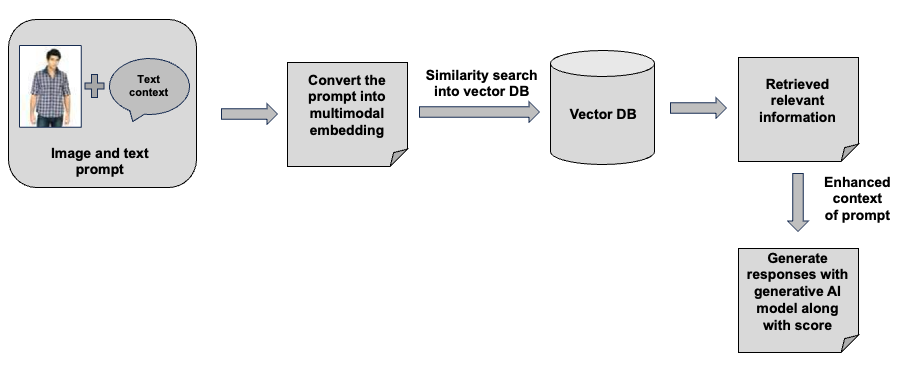 Text
context
Image and text
prompt
Convert the
prompt into
multimodal
embedding
Similarity search
into vector DB
Vector DB
Retrieved
relevant
information
Enhanced
context
of prompt
Generate
responses with
generative AI
model along
with score